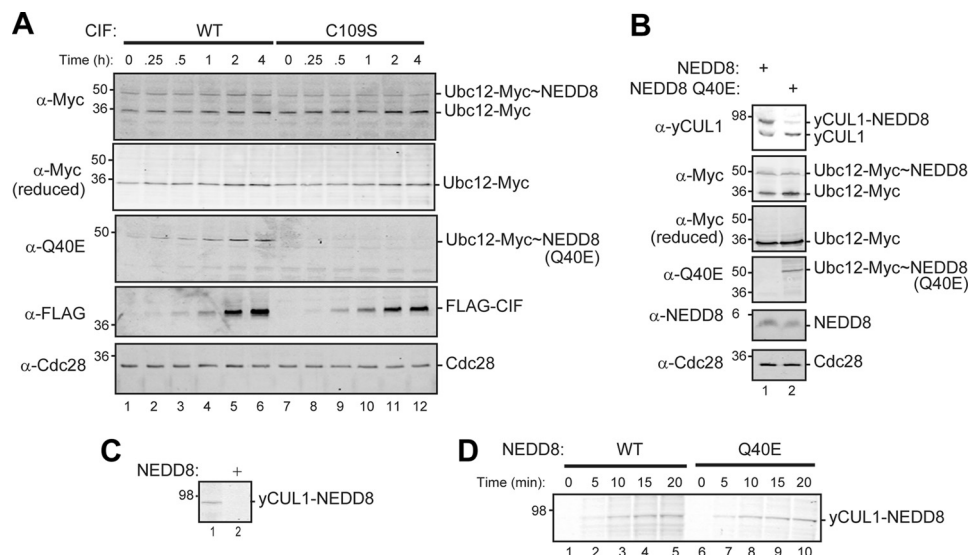 A
CIF: WT C109S
Time (h): 0 .25 .5 1 2 4 0 .25 .5 1 2 4
α-Myc 50 36 Ubc12-Myc~NEDD8
Ubc12-Myc
α-Myc (reduced) 50 36 Ubc12-Myc
α-Q40E 50 Ubc12-Myc~NEDD8
(Q40E)
α-FLAG 36 FLAG-CIF
α-Cdc28 36 Cdc28
1 2 3 4 5 6 7 8 9 10 11 12
B
NEDD8: +
NEDD8 Q40E: +
α-yCUL1 98 yCUL1-NEDD8
yCUL1
α-Myc 50 36 Ubc12-Myc~NEDD8
Ubc12-Myc
α-Myc (reduced) 50 36 Ubc12-Myc
α-Q40E 50 36 Ubc12-Myc~NEDD8
(Q40E)
α-NEDD8 6 NEDD8
α-Cdc28 36 Cdc28
1 2
C
NEDD8: +
98 yCUL1-NEDD8
1 2
D
NEDD8: WT Q40E
Time (min): 0 5 10 15 20 0 5 10 15 20
98 yCUL1-NEDD8
1 2 3 4 5 6 7 8 9 10